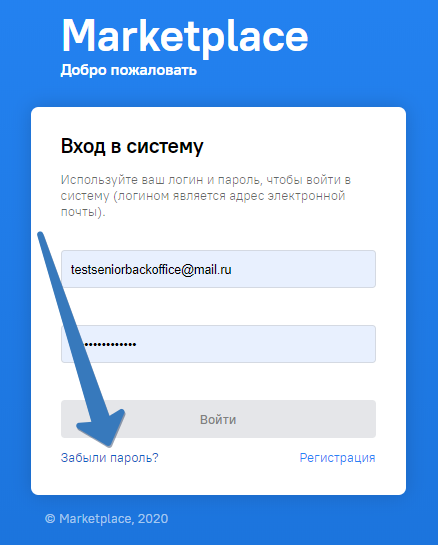 Marketplace
Добро пожаловать
Вход в систему
Используйте ваш логин и пароль, чтобы войти в
систему (логином является адрес электронной
почты).
testseniorbackoffice@mail.ru
Войти
Забыли пароль?
Регистрация
© Marketplace, 2020